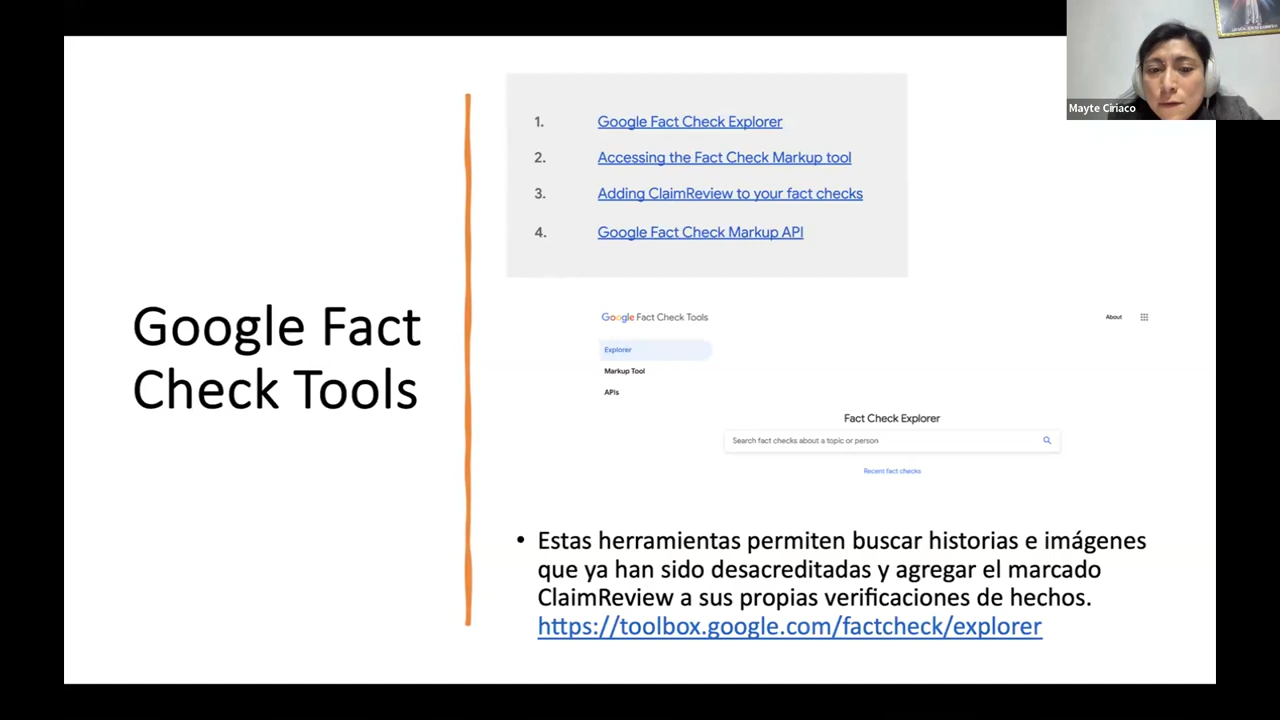 Mayte Ciriaco
1. Google Fact Check Explorer
2. Accessing the Fact Check Markup tool
3. Adding ClaimReview to your fact checks
4. Google Fact Check Markup API
Google Fact
Check Tools
Google Fact Check Tools
About
Explorer
Markup Tool
APIs
Fact Check Explorer
Search fact checks about a topic or person
Recent fact checks
• Estas herramientas permiten buscar historias e imágenes
que ya han sido desacreditadas y agregar el marcado
ClaimReview a sus propias verificaciones de hechos.
https://toolbox.google.com/factcheck/explorer